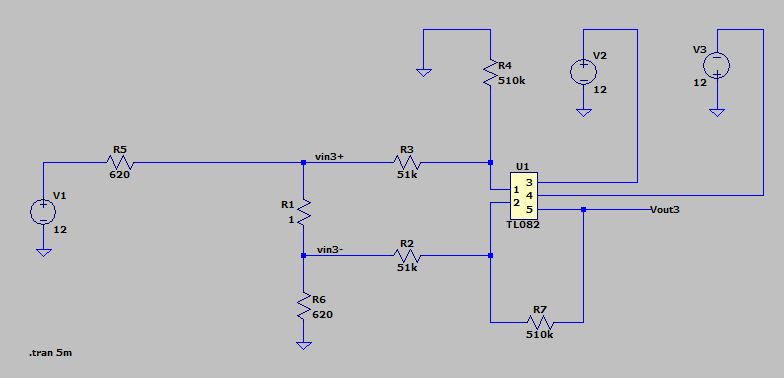 R4
510k
V2
12
V3
12
R5
620
vin3+
R3
51k
U1
1
2
3
4
5
TL082
Vout3
V1
12
R1
1
vin3-
R2
51k
R6
620
R7
510k
.tran 5m